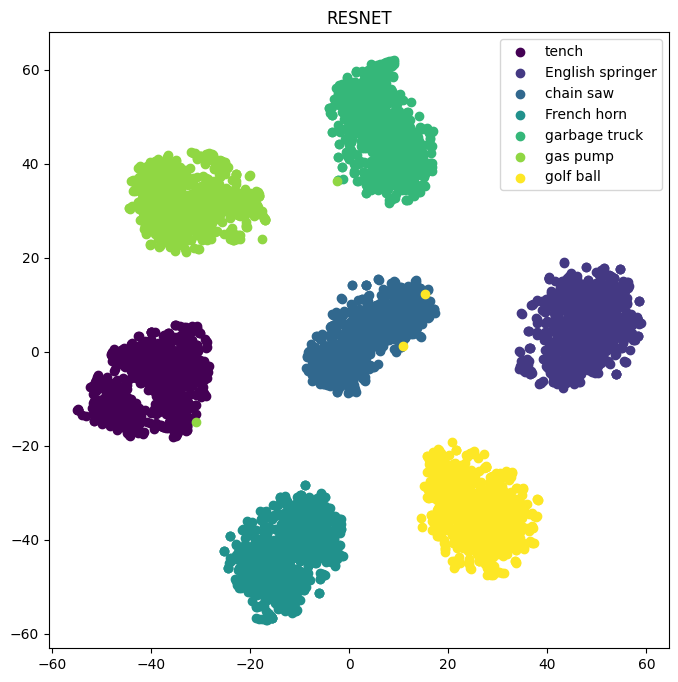 RESNET
tench
English springer
chain saw
French horn
garbage truck
gas pump
golf ball
60
40
20
0
−20
−40
−60
−60 −40 −20 0 20 40 60